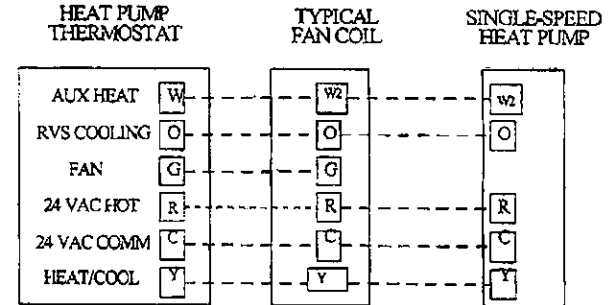 HEAT PUMP THERMOSTAT
TYPICAL FAN COIL
SINGLE-SPEED HEAT PUMP
AUX HEAT W W2 W2
RVS COOLING O O O
FAN G G
24 VAC HOT R R R
24 VAC COMM C C C
HEAT/COOL Y Y Y